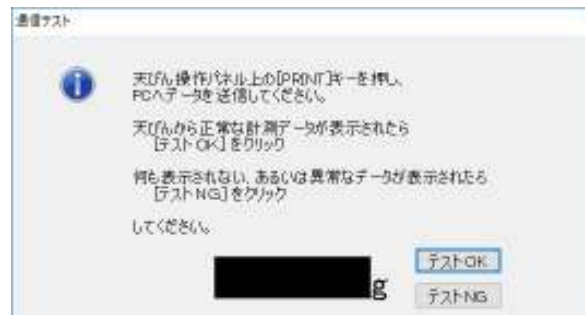 通信テスト
天びん操作パネル上の[PRINT]キーを押し、
PCへデータを送信してください。
天びんから正常な計測データが表示されたら
[テストOK]をクリック
何も表示されない、あるいは異常なデータが表示されたら
[テストNG]をクリック
してください。
g
テストOK
テストNG